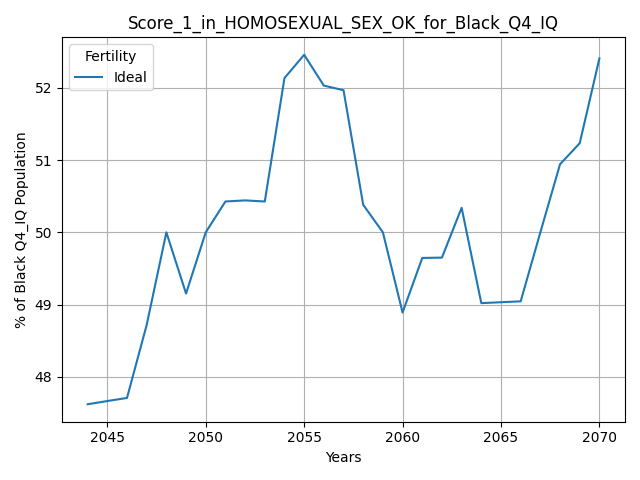 Score_1_in_HOMOSEXUAL_SEX_OK_for_Black_Q4_IQ
Fertility
Ideal
% of Black Q4_IQ Population
52
51
50
49
48
2045 2050 2055 2060 2065 2070
Years